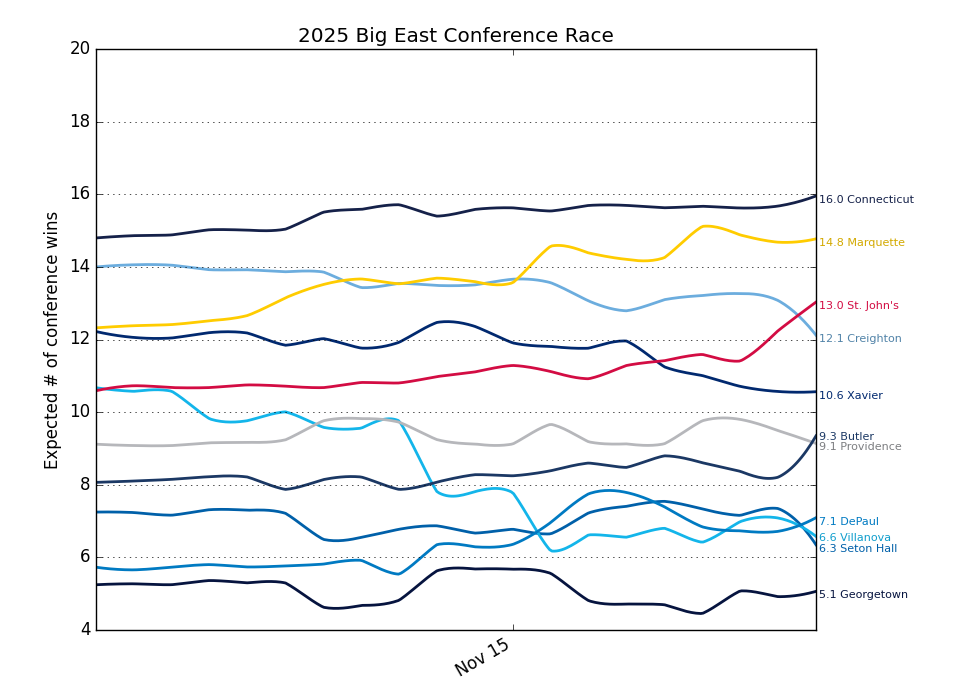 2025 Big East Conference Race
Expected # of conference wins
20
18
16
14
12
10
8
6
4
Nov 15
16.0 Connecticut
14.8 Marquette
13.0 St. John's
12.1 Creighton
10.6 Xavier
9.3 Butler
9.1 Providence
7.1 DePaul
6.6 Villanova
6.3 Seton Hall
5.1 Georgetown